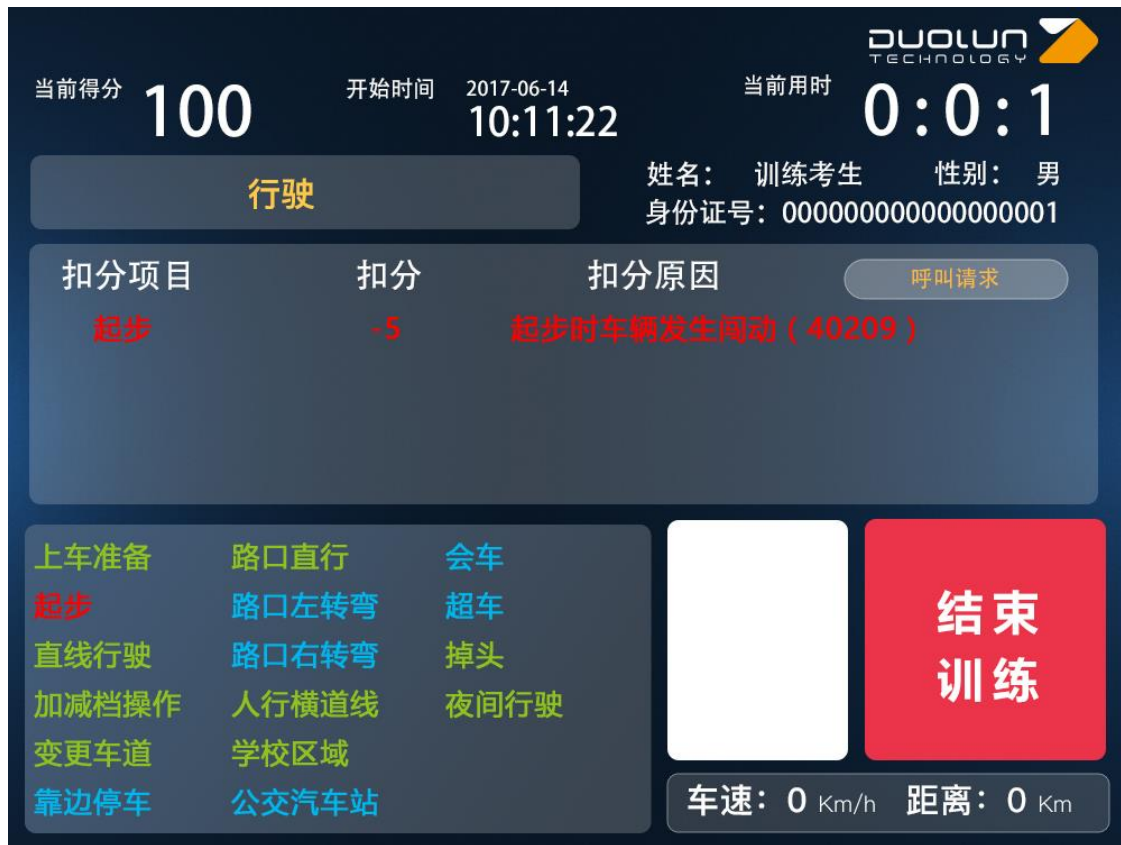 DUOLUN
TECHNOLOGY
当前得分 100 开始时间 2017-06-14 10:11:22 当前用时 0:0:1
姓名： 训练考生 性别： 男
行驶
身份证号：000000000000000001
扣分项目 扣分 扣分原因 呼叫请求
起步 -5 起步时车辆发生闯动（40209）
上车准备 路口直行 会车
起步 路口左转弯 超车
直线行驶 路口右转弯 掉头
加减档操作 人行横道线 夜间行驶
变更车道 学校区域
靠边停车 公交汽车站
结束
训练
车速：0 Km/h 距离：0 Km